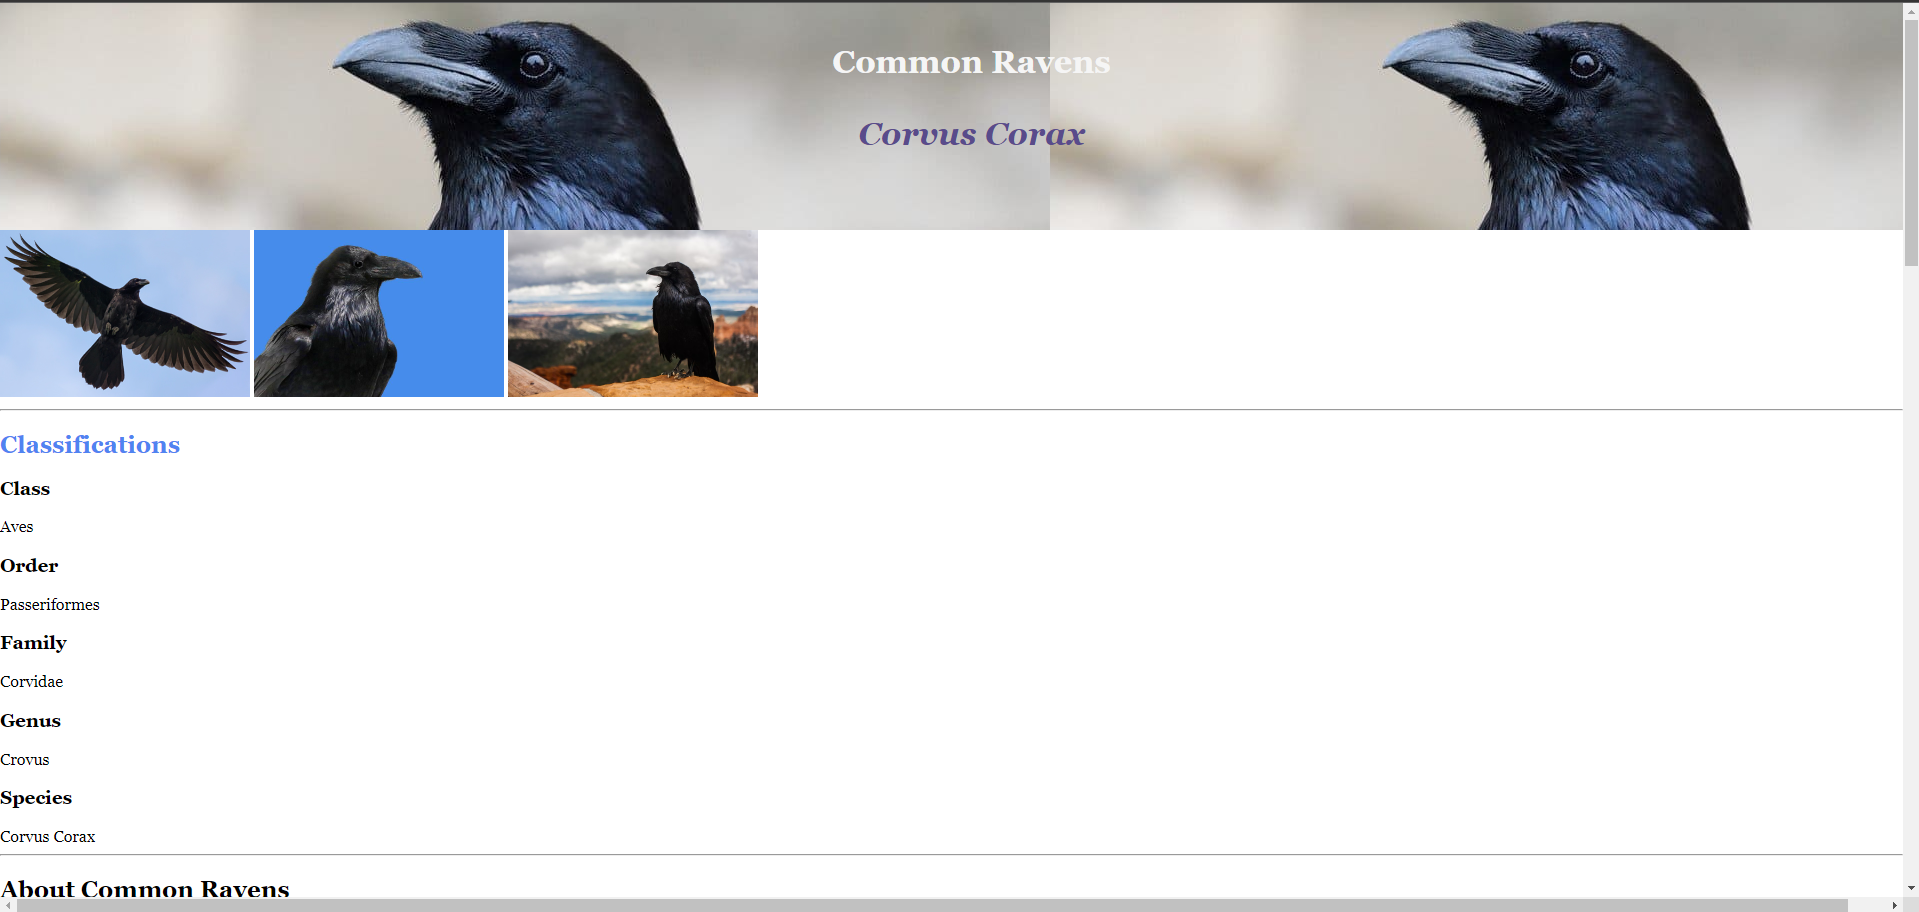 Common Ravens
Corvus Corax
Classifications
Class
Aves
Order
Passeriformes
Family
Corvidae
Genus
Crovus
Species
Corvus Corax
About Common Ravens